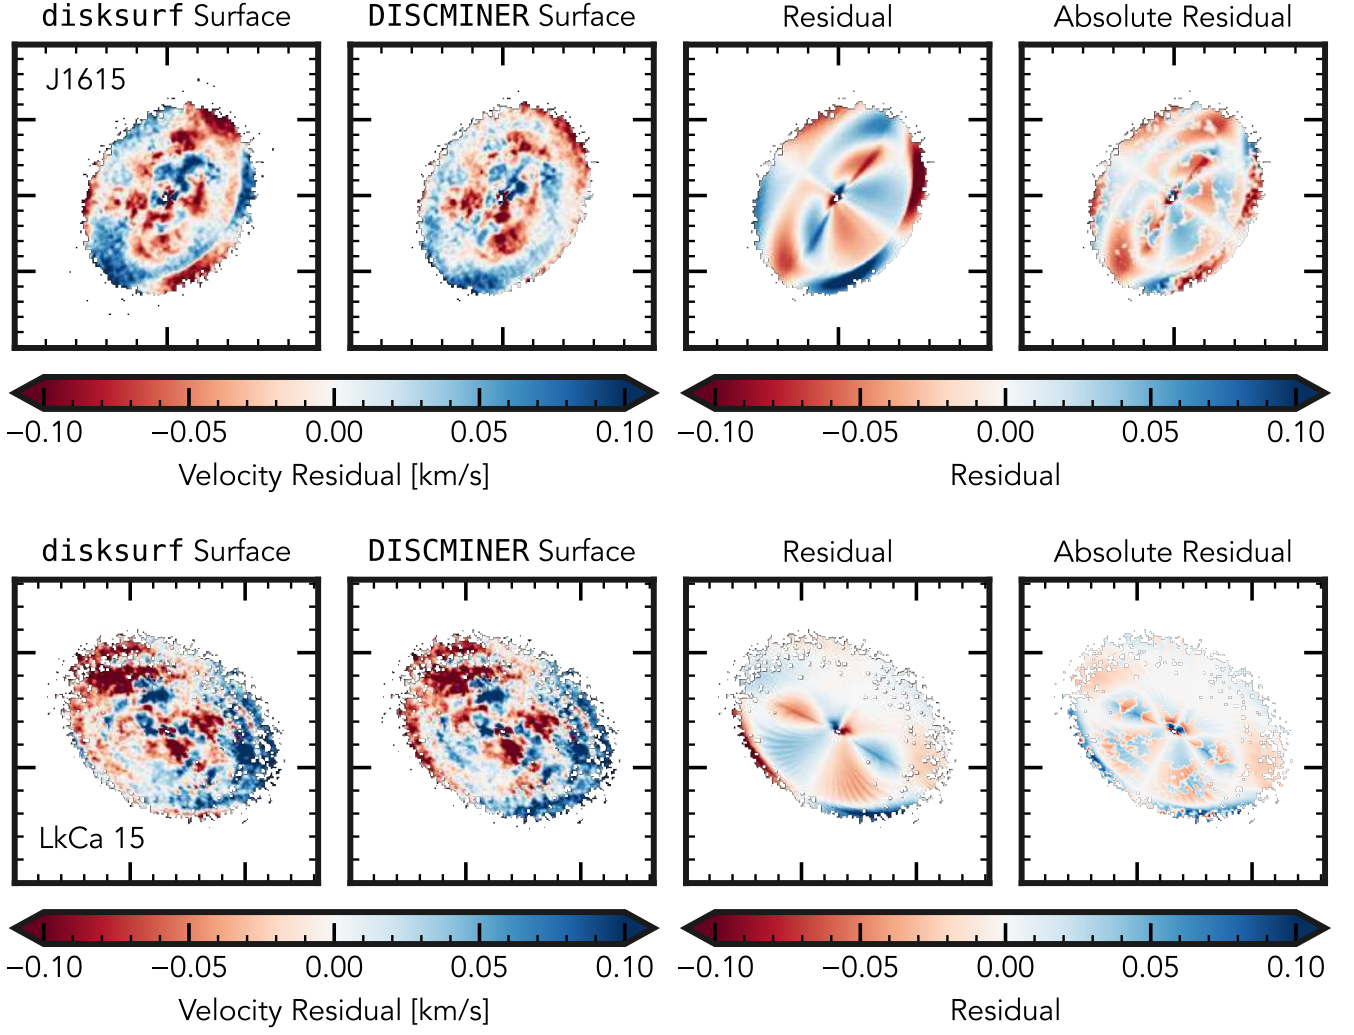 disksurf Surface
DISCMINER Surface
Residual
Absolute Residual
J1615
−0.10 −0.05 0.00 0.05 0.10
−0.10 −0.05 0.00 0.05 0.10
Velocity Residual [km/s]
Residual
disksurf Surface
DISCMINER Surface
Residual
Absolute Residual
LkCa 15
−0.10 −0.05 0.00 0.05 0.10
−0.10 −0.05 0.00 0.05 0.10
Velocity Residual [km/s]
Residual